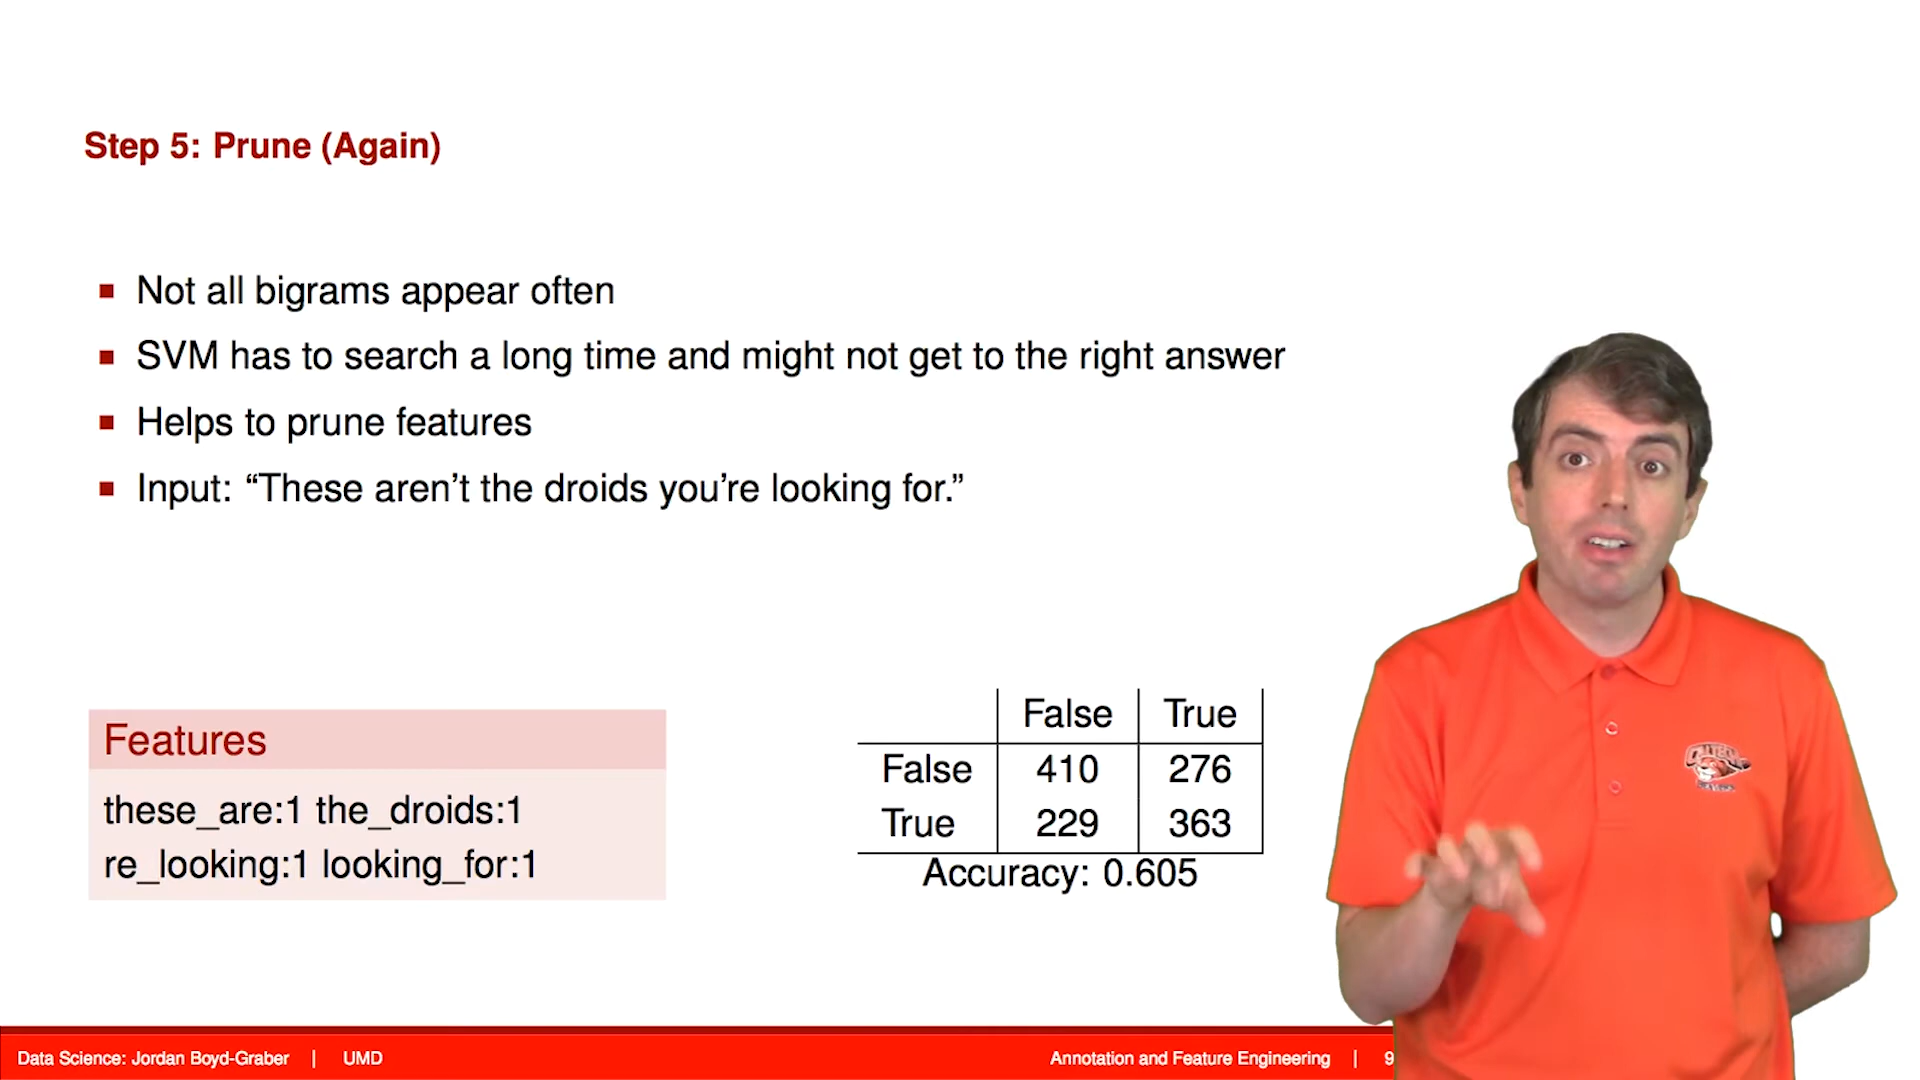 Step 5: Prune (Again)
Not all bigrams appear often
SVM has to search a long time and might not get to the right answer
Helps to prune features
Input: “These aren’t the droids you’re looking for.”
Features
these_are:1 the_droids:1
re_looking:1 looking_for:1
False True
False 410 276
True 229 363
Accuracy: 0.605
Data Science: Jordan Boyd-Graber | UMD
Annotation and Feature Engineering | 9